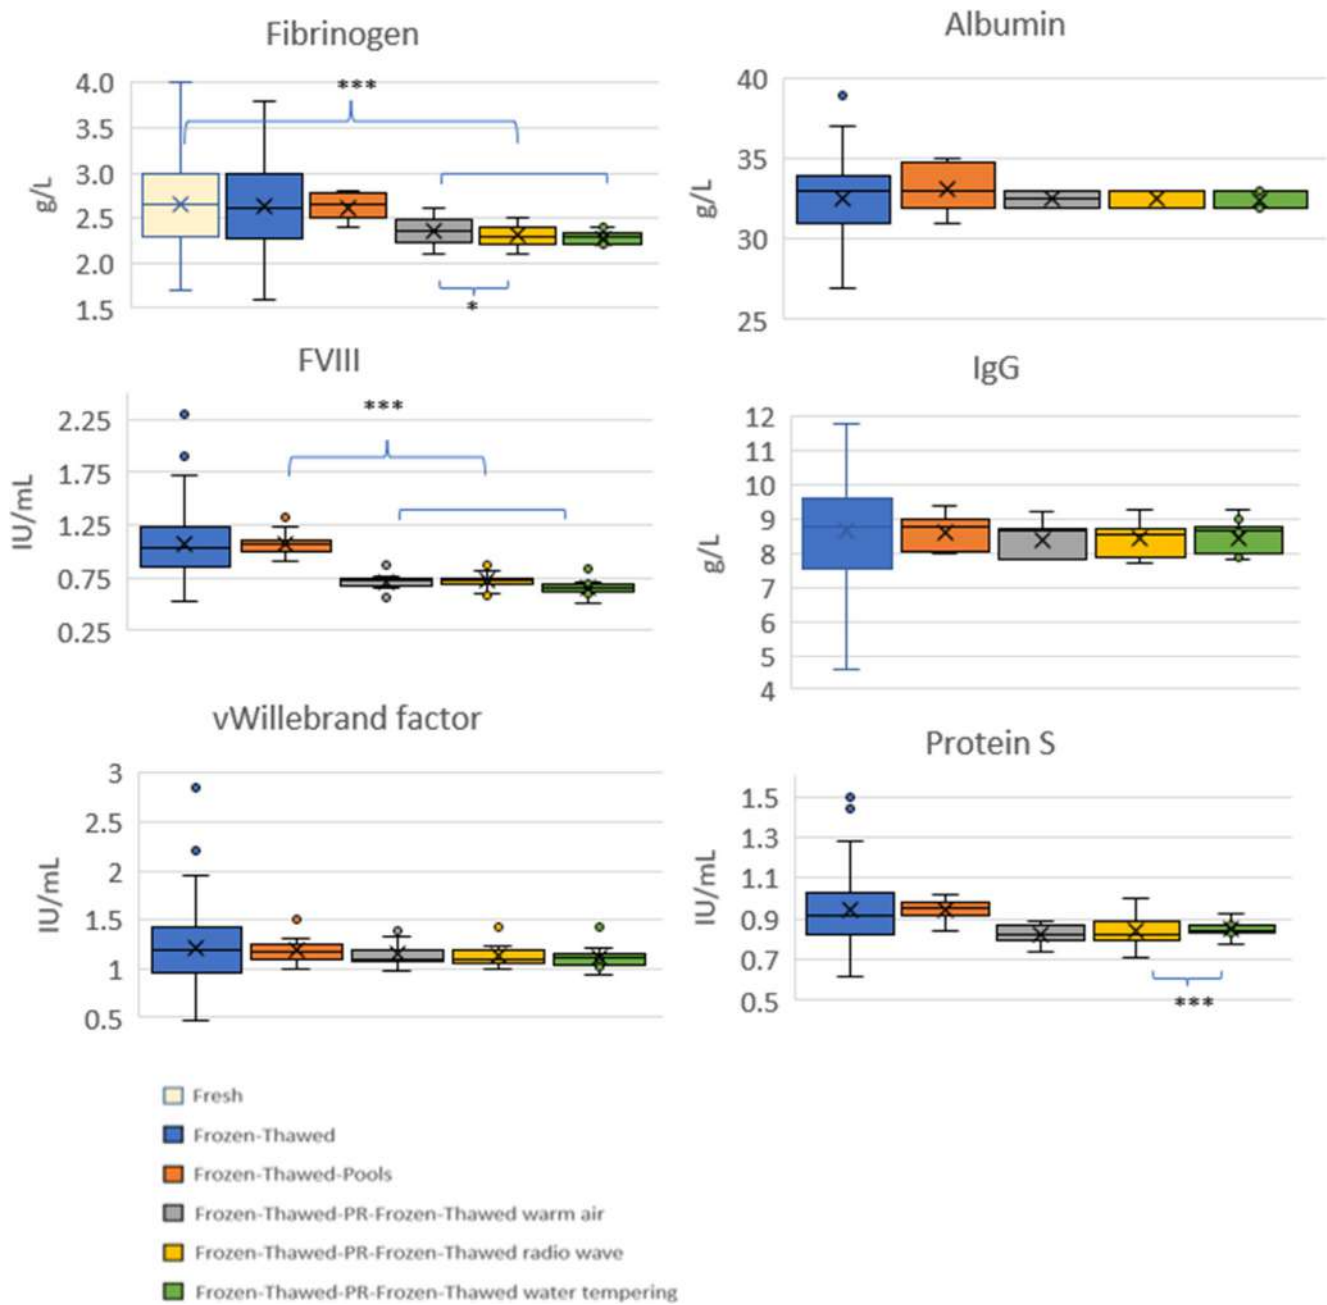 Fibrinogen
g/L
4.0
3.5
3.0
2.5
2.0
1.5
***
*
Albumin
g/L
40
35
30
25
FVIII
IU/mL
2.25
1.75
1.25
0.75
0.25
***
IgG
g/L
12
11
10
9
8
7
6
5
4
vWillebrand factor
IU/mL
3
2.5
2
1.5
1
0.5
Protein S
IU/mL
1.5
1.3
1.1
0.9
0.7
0.5
***
Fresh
Frozen-Thawed
Frozen-Thawed-Pools
Frozen-Thawed-PR-Frozen-Thawed warm air
Frozen-Thawed-PR-Frozen-Thawed radio wave
Frozen-Thawed-PR-Frozen-Thawed water tempering